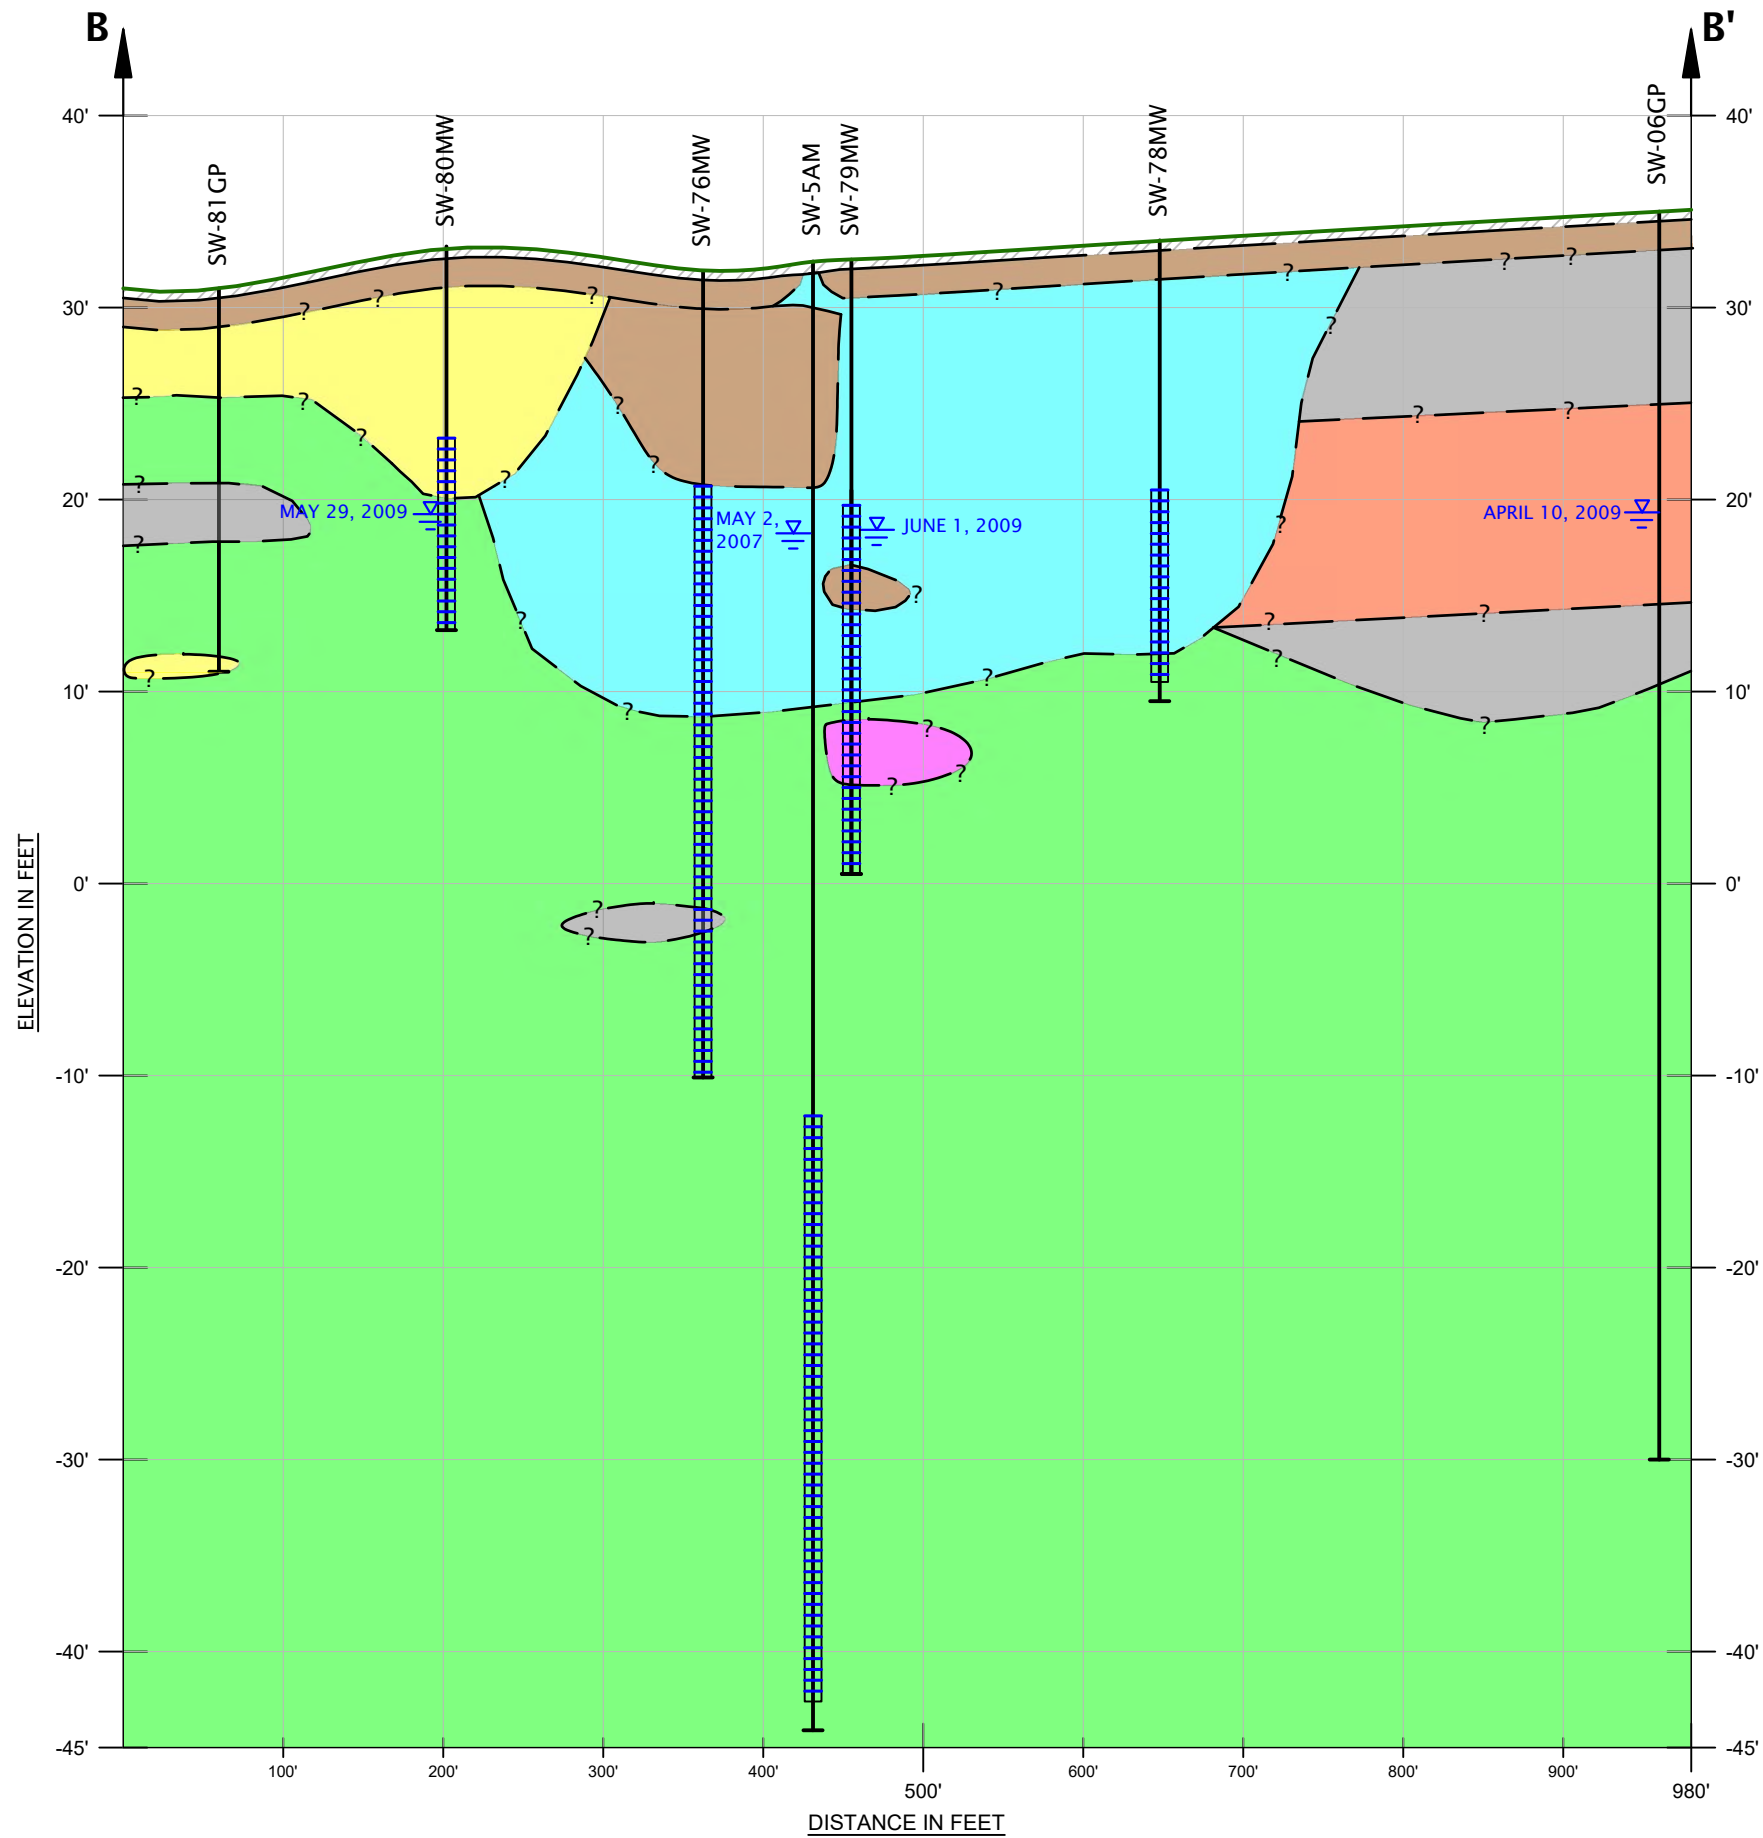 B
B'
40'
40'
SW-81GP
SW-80MW
SW-76MW
SW-5AM
SW-79MW
SW-78MW
SW-06GP
30'
30'
? ? ? ? ? ? ? ?
? ? ? ? ? ? ?
? ? ? ?
20'
20'
MAY 29, 2009
MAY 2,
2007
JUNE 1, 2009
APRIL 10, 2009
? ? ? ? ? ? ?
? ? ? ?
10'
10'
? ? ? ?
? ?
ELEVATION IN FEET
0'
0'
?
?
-10'
-10'
-20'
-20'
-30'
-30'
-40'
-40'
-45'
-45'
100'
200'
300'
400'
500'
600'
700'
800'
900'
980'
DISTANCE IN FEET